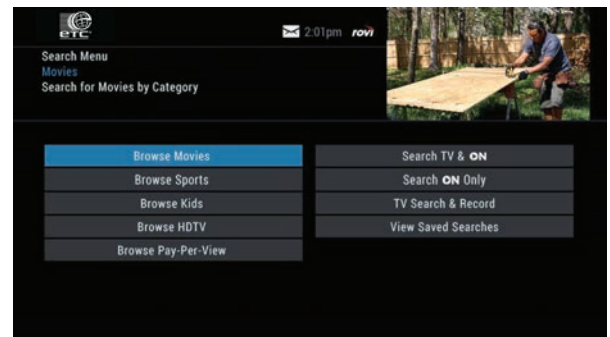 eTC
2:01pm rovi
Search Menu
Movies
Search for Movies by Category
Browse Movies
Browse Sports
Browse Kids
Browse HDTV
Browse Pay-Per-View
Search TV & ON
Search ON Only
TV Search & Record
View Saved Searches